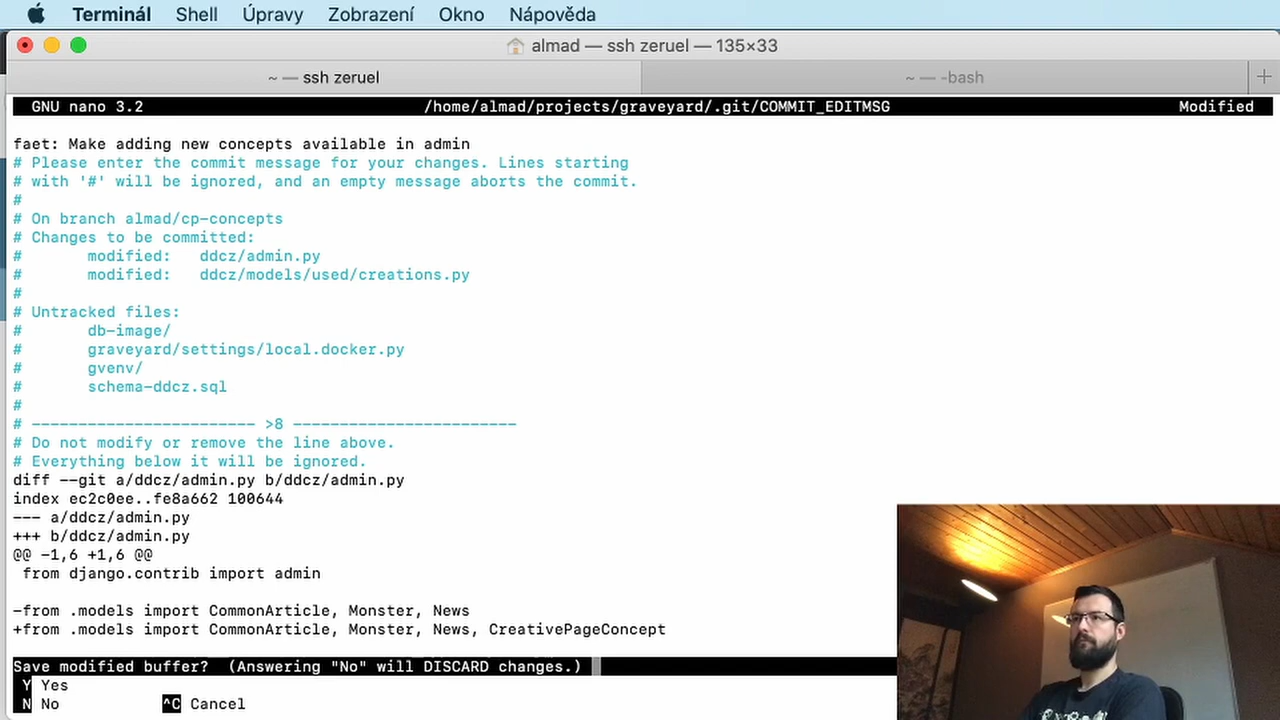 Terminál Shell Úpravy Zobrazení Okno Nápověda
almad — ssh zeruel — 135×33
~ — ssh zeruel ~ — -bash
GNU nano 3.2 /home/almad/projects/graveyard/.git/COMMIT_EDITMSG Modified
faet: Make adding new concepts available in admin
# Please enter the commit message for your changes. Lines starting
# with '#' will be ignored, and an empty message aborts the commit.
#
# On branch almad/cp-concepts
# Changes to be committed:
#       modified:   ddcz/admin.py
#       modified:   ddcz/models/used/creations.py
#
# Untracked files:
#       db-image/
#       graveyard/settings/local.docker.py
#       gvenv/
#       schema-ddcz.sql
#
# ------------------------ >8 ------------------------
# Do not modify or remove the line above.
# Everything below it will be ignored.
diff --git a/ddcz/admin.py b/ddcz/admin.py
index ec2c0ee..fe8a662 100644
--- a/ddcz/admin.py
+++ b/ddcz/admin.py
@@ -1,6 +1,6 @@
 from django.contrib import admin
-from .models import CommonArticle, Monster, News
+from .models import CommonArticle, Monster, News, CreativePageConcept
Save modified buffer?  (Answering "No" will DISCARD changes.)
Y Yes
N No ^C Cancel